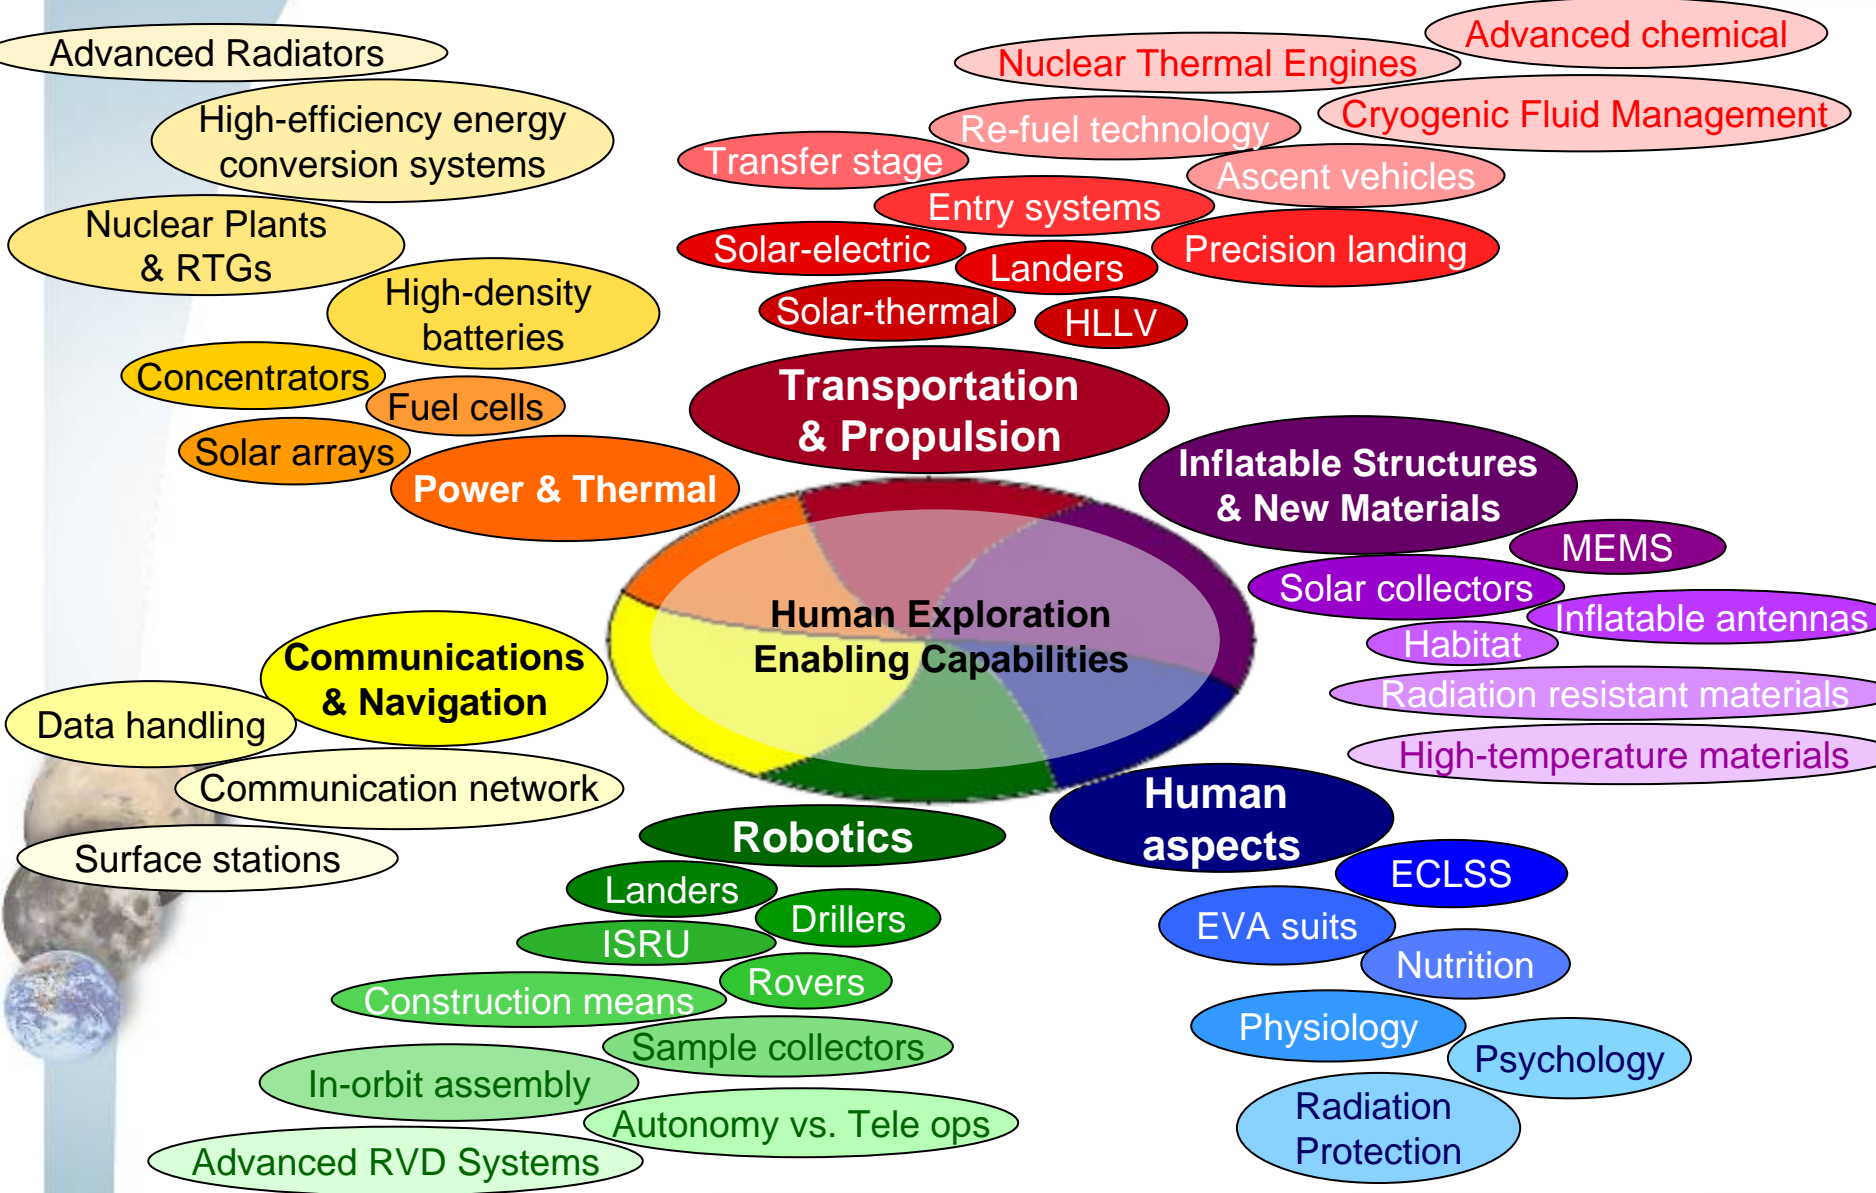 Advanced Radiators
High-efficiency energy
conversion systems
Nuclear Plants
& RTGs
High-density
batteries
Concentrators
Fuel cells
Solar arrays
Power & Thermal
Advanced chemical
Nuclear Thermal Engines
Cryogenic Fluid Management
Re-fuel technology
Transfer stage
Ascent vehicles
Entry systems
Solar-electric
Landers
Precision landing
Solar-thermal
HLLV
Transportation
& Propulsion
Inflatable Structures
& New Materials
MEMS
Solar collectors
Inflatable antennas
Habitat
Radiation resistant materials
High-temperature materials
Human Exploration
Enabling Capabilities
Communications
& Navigation
Data handling
Communication network
Surface stations
Robotics
Landers
Drillers
ISRU
Rovers
Construction means
Sample collectors
In-orbit assembly
Autonomy vs. Tele ops
Advanced RVD Systems
Human
aspects
ECLSS
EVA suits
Nutrition
Physiology
Psychology
Radiation
Protection